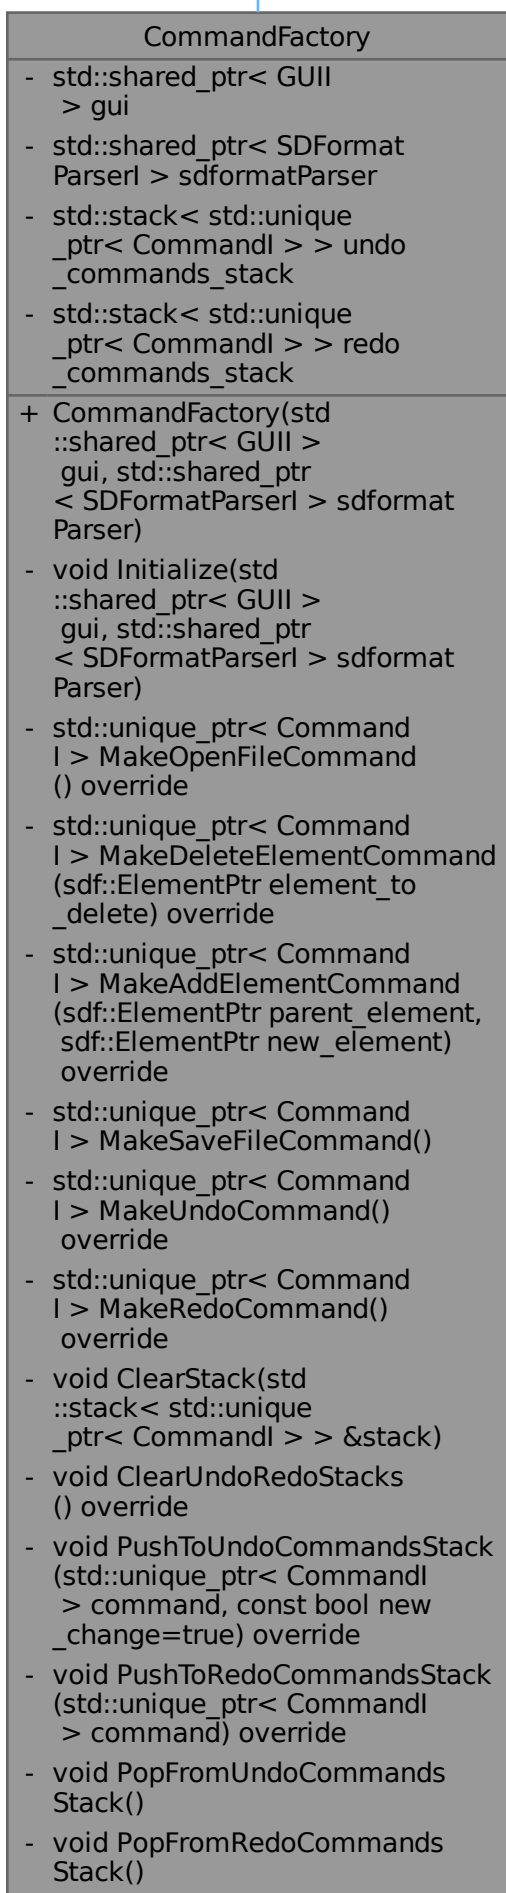 CommandFactory
- std::shared_ptr< GUII
> gui
- std::shared_ptr< SDFormat
ParserI > sdformatParser
- std::stack< std::unique
_ptr< CommandI > > undo
_commands_stack
- std::stack< std::unique
_ptr< CommandI > > redo
_commands_stack
+ CommandFactory(std
::shared_ptr< GUII >
gui, std::shared_ptr
< SDFormatParserI > sdformat
Parser)
- void Initialize(std
::shared_ptr< GUII >
gui, std::shared_ptr
< SDFormatParserI > sdformat
Parser)
- std::unique_ptr< Command
I > MakeOpenFileCommand
() override
- std::unique_ptr< Command
I > MakeDeleteElementCommand
(sdf::ElementPtr element_to
_delete) override
- std::unique_ptr< Command
I > MakeAddElementCommand
(sdf::ElementPtr parent_element,
sdf::ElementPtr new_element)
override
- std::unique_ptr< Command
I > MakeSaveFileCommand()
- std::unique_ptr< Command
I > MakeUndoCommand()
override
- std::unique_ptr< Command
I > MakeRedoCommand()
override
- void ClearStack(std
::stack< std::unique
_ptr< CommandI > > &stack)
- void ClearUndoRedoStacks
() override
- void PushToUndoCommandsStack
(std::unique_ptr< CommandI
> command, const bool new
_change=true) override
- void PushToRedoCommandsStack
(std::unique_ptr< CommandI
> command) override
- void PopFromUndoCommands
Stack()
- void PopFromRedoCommands
Stack()